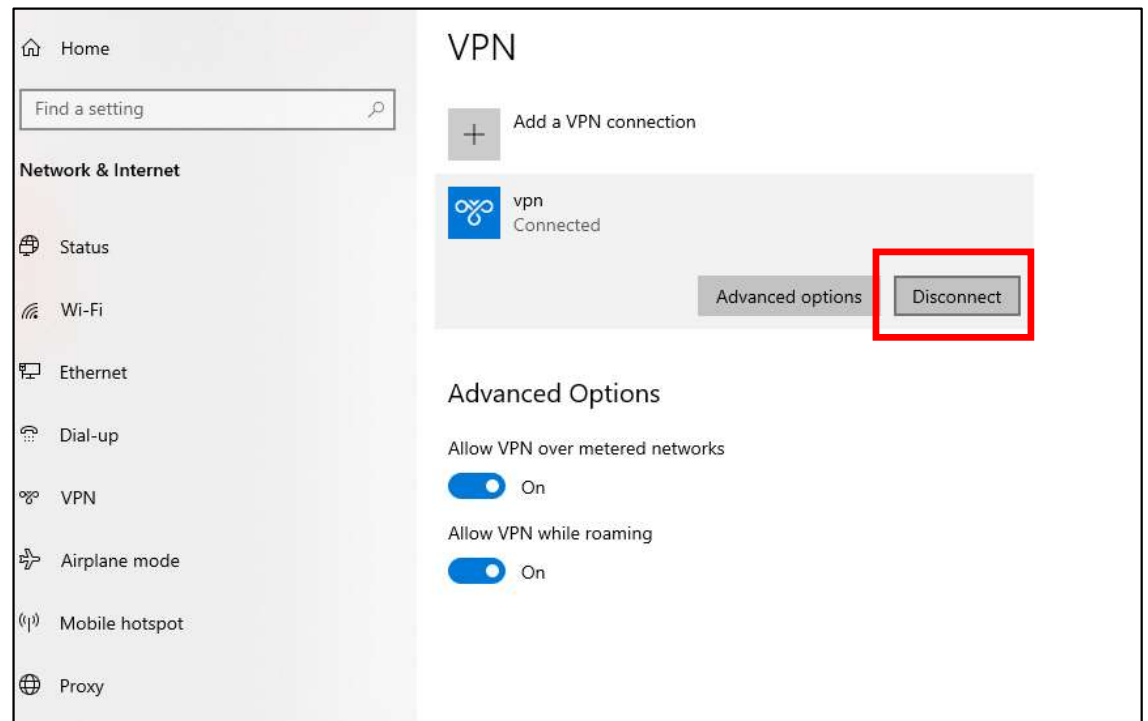 Home
Find a setting
Network & Internet
Status
Wi-Fi
Ethernet
Dial-up
VPN
Airplane mode
Mobile hotspot
Proxy
VPN
Add a VPN connection
vpn
Connected
Advanced options
Disconnect
Advanced Options
Allow VPN over metered networks
On
Allow VPN while roaming
On